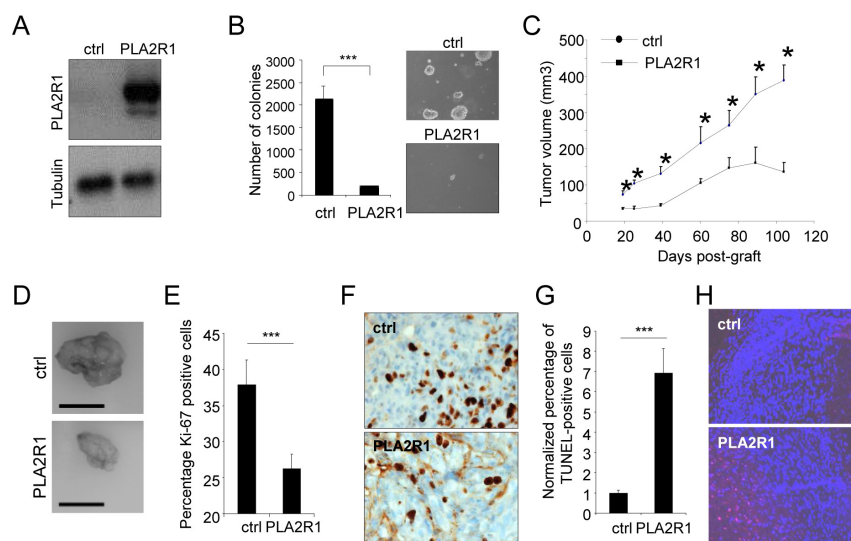 A
ctrl PLA2R1
PLA2R1
Tubulin
B
Number of colonies
3000
2500
2000
1500
1000
500
0
***
ctrl PLA2R1
ctrl
PLA2R1
C
Tumor volume (mm3)
500
400
300
200
100
0
ctrl
PLA2R1
* * * * * * *
0 20 40 60 80 100 120
Days post-graft
D
ctrl
PLA2R1
E
Percentage Ki-67 positive cells
45
40
35
30
25
20
***
ctrl PLA2R1
F
ctrl
PLA2R1
G
Normalized percentage of
TUNEL-positive cells
9
8
7
6
5
4
3
2
1
0
***
ctrl PLA2R1
H
ctrl
PLA2R1